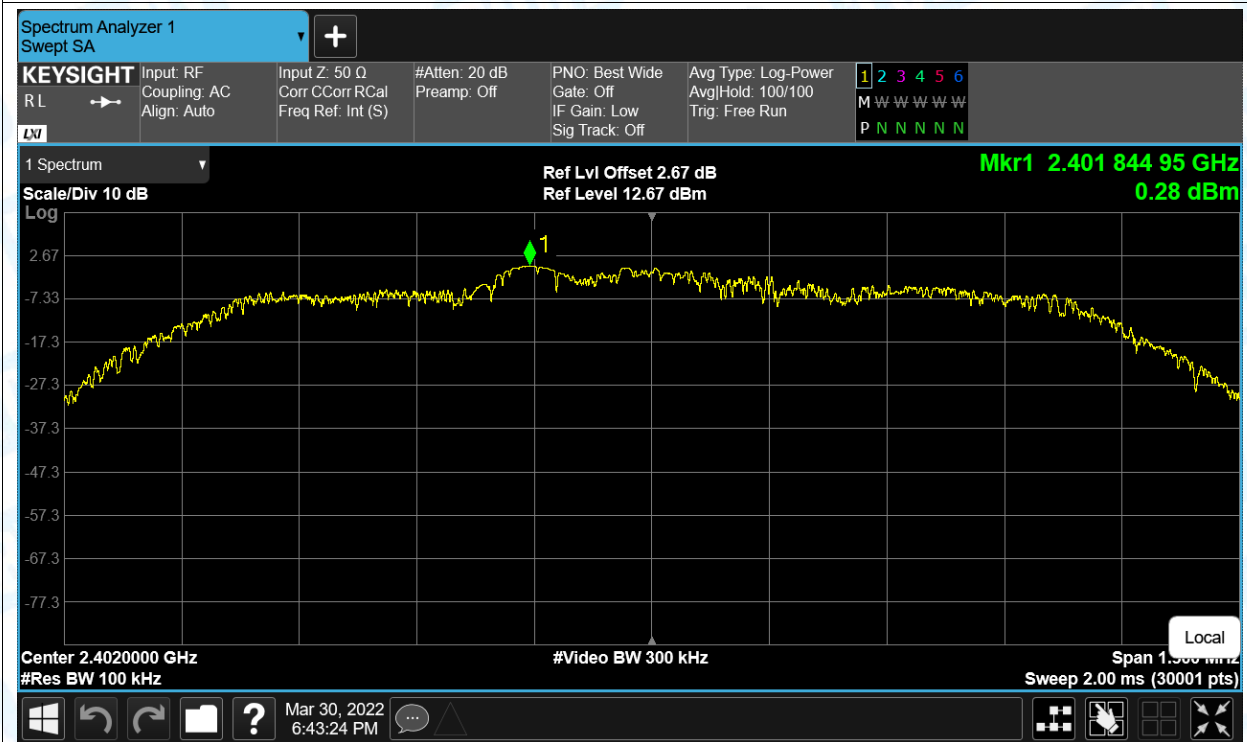 Spectrum Analyzer 1
Swept SA
KEYSIGHT
R L
LXI
Input: RF
Coupling: AC
Align: Auto
Input Z: 50 Ω
Corr CCorr RCal
Freq Ref: Int (S)
#Atten: 20 dB
Preamp: Off
PNO: Best Wide
Gate: Off
IF Gain: Low
Sig Track: Off
Avg Type: Log-Power
Avg|Hold: 100/100
Trig: Free Run
1 2 3 4 5 6
M W W W W W
P N N N N N
1 Spectrum
Scale/Div 10 dB
Log
Ref Lvl Offset 2.67 dB
Ref Level 12.67 dBm
Mkr1 2.401 844 95 GHz
0.28 dBm
1
2.67
-7.33
-17.3
-27.3
-37.3
-47.3
-57.3
-67.3
-77.3
Local
Center 2.4020000 GHz
#Video BW 300 kHz
Span 1.500 MHz
#Res BW 100 kHz
Sweep 2.00 ms (30001 pts)
?
Mar 30, 2022
6:43:24 PM